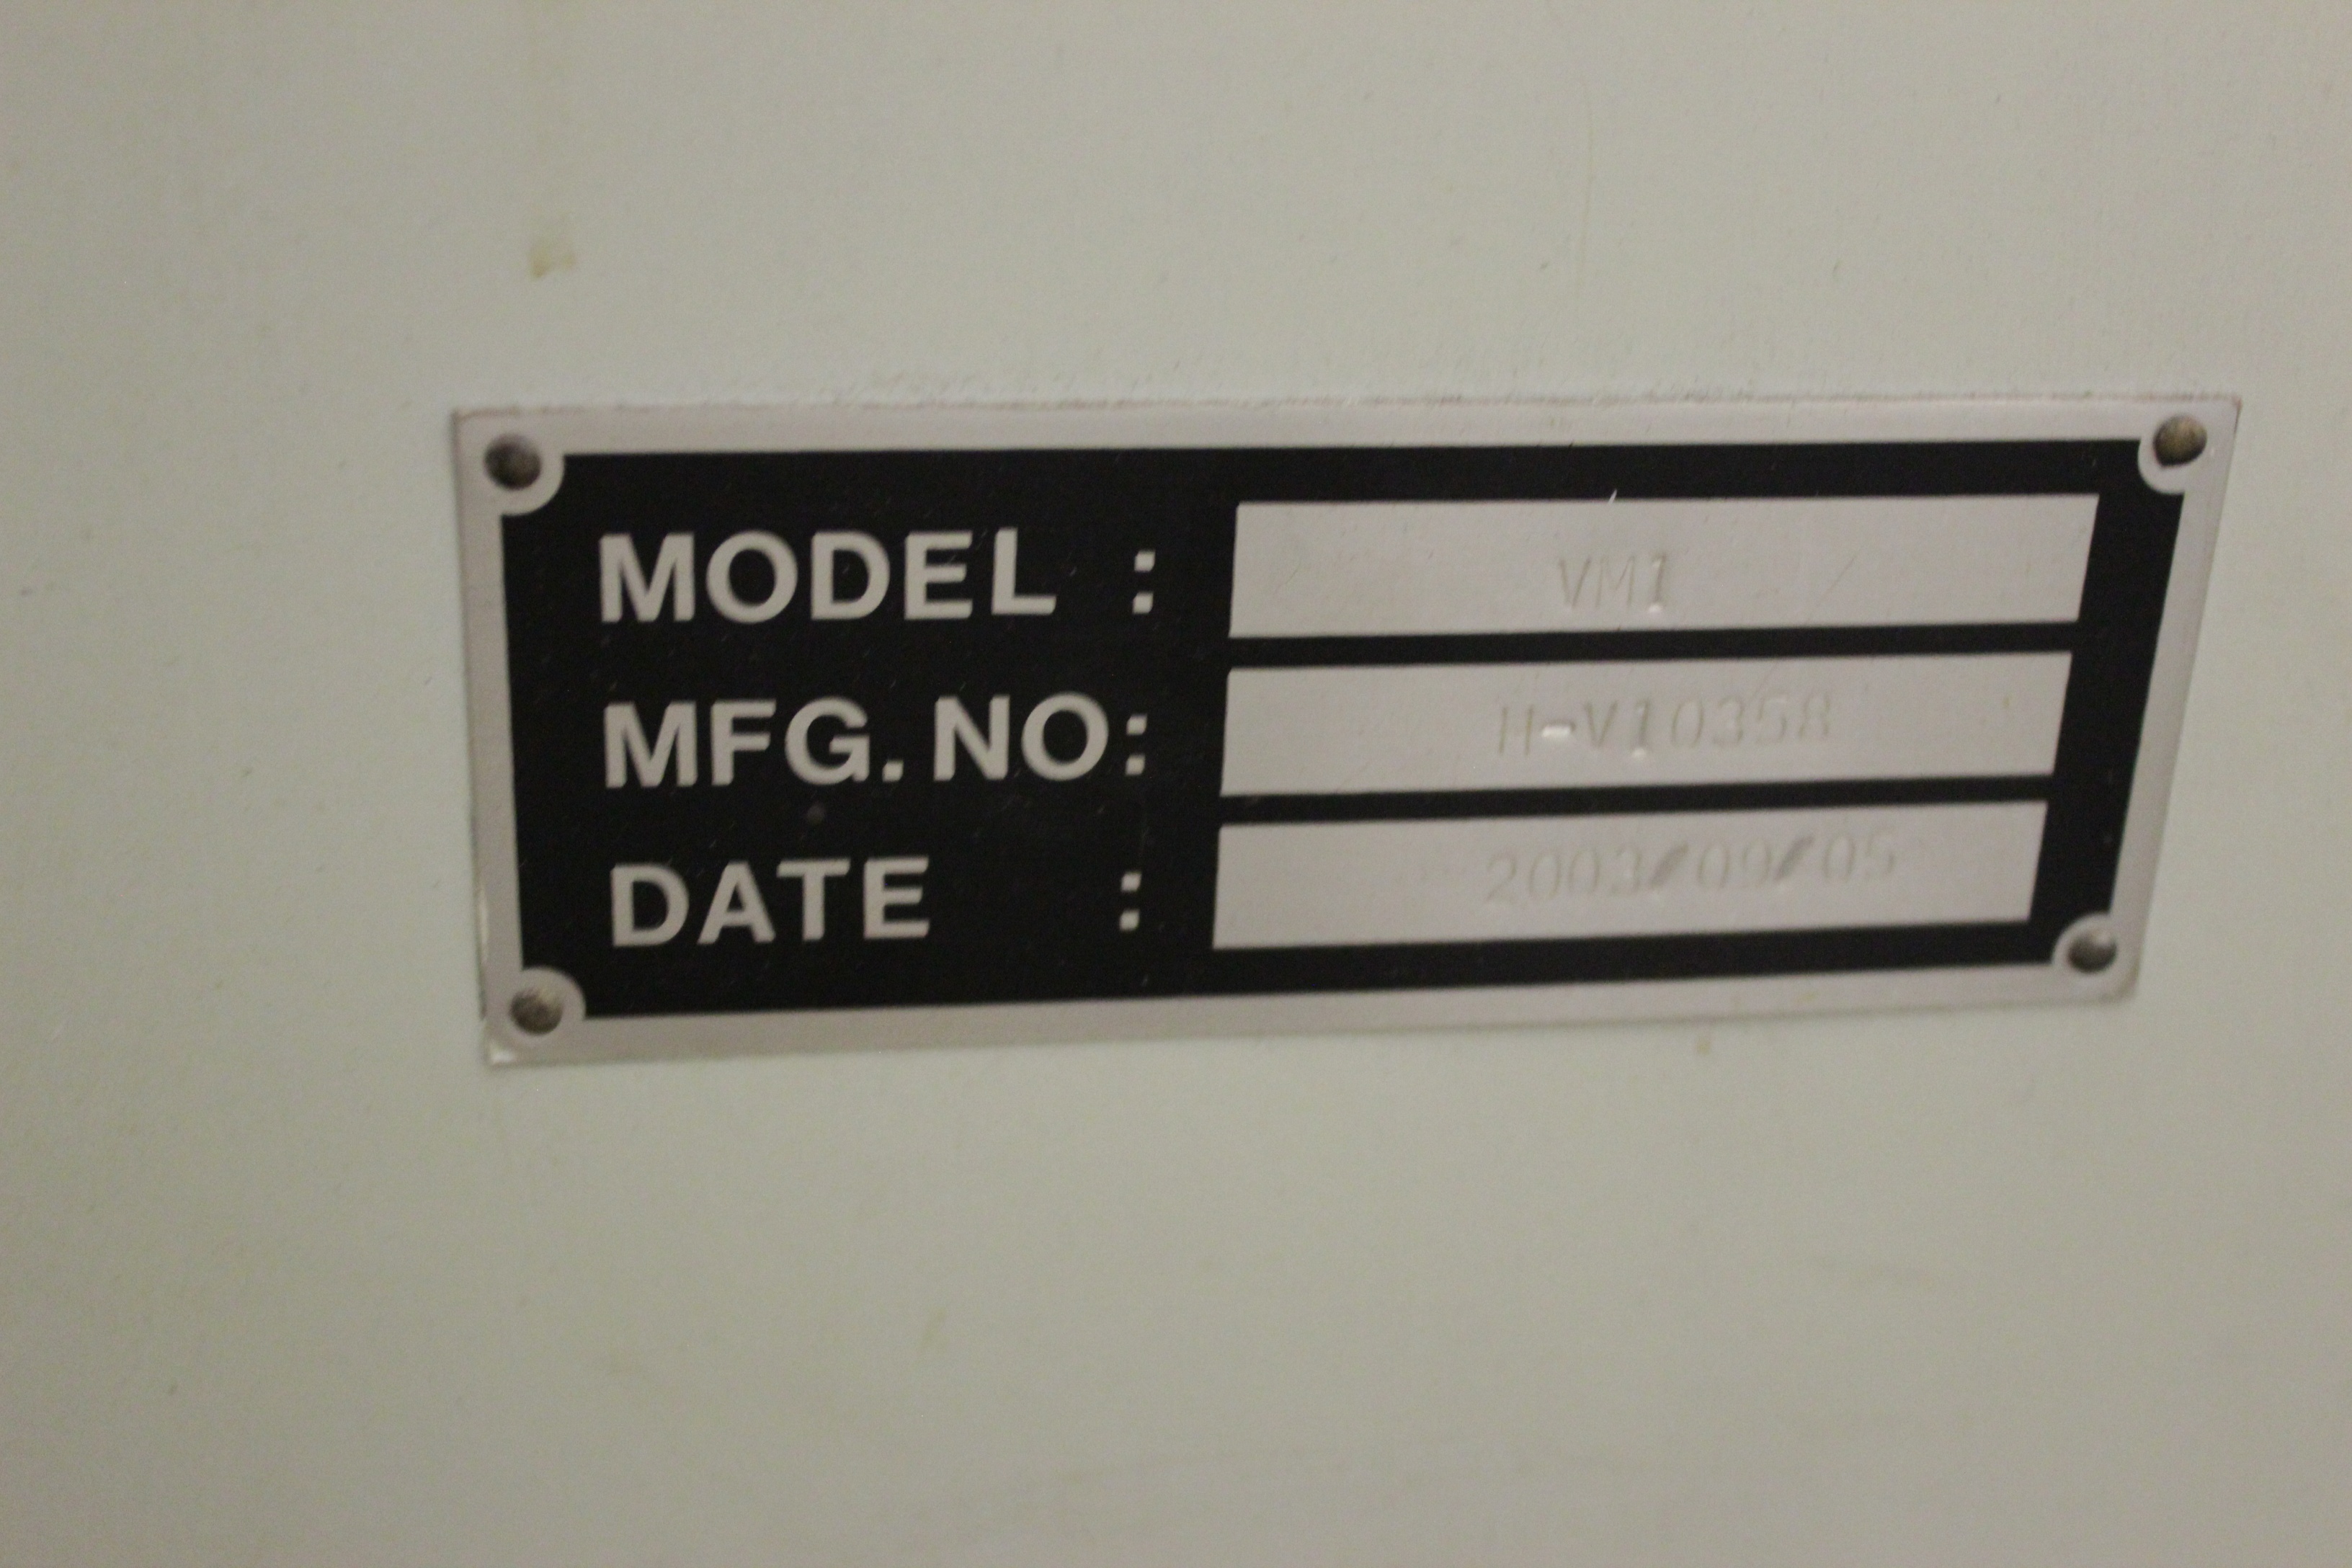 MODEL : VM1
MFG. NO: H-V10358
DATE : 2003/09/05